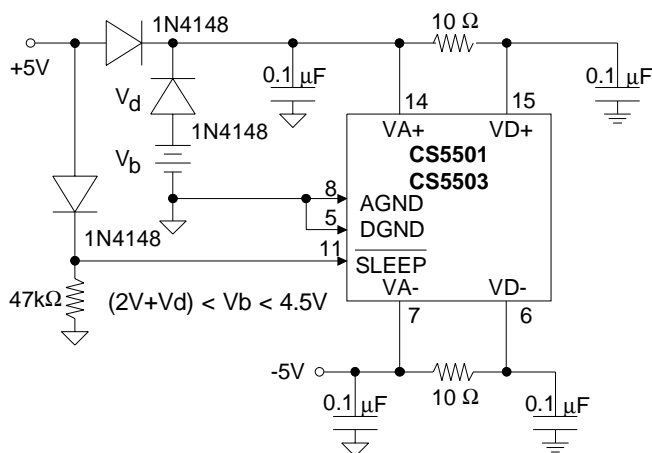 1N4148
10 Ω
+5V
0.1 µF
0.1 µF
Vd
14
15
1N4148
VA+
VD+
Vb
CS5501
CS5503
8
AGND
5
DGND
1N4148
11
SLEEP
47kΩ
(2V+Vd) < Vb < 4.5V
VA-
VD-
7
6
-5V
10 Ω
0.1 µF
0.1 µF